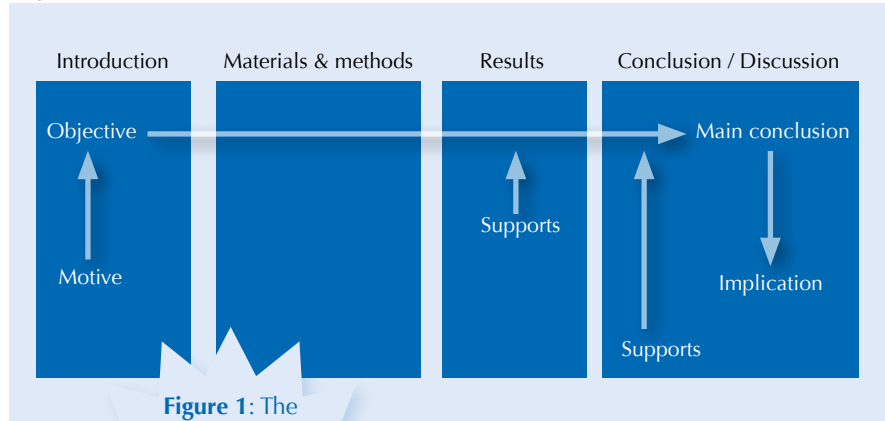 Introduction
Materials & methods
Results
Conclusion / Discussion
Objective
Main conclusion
Supports
Motive
Implication
Supports
Figure 1: The